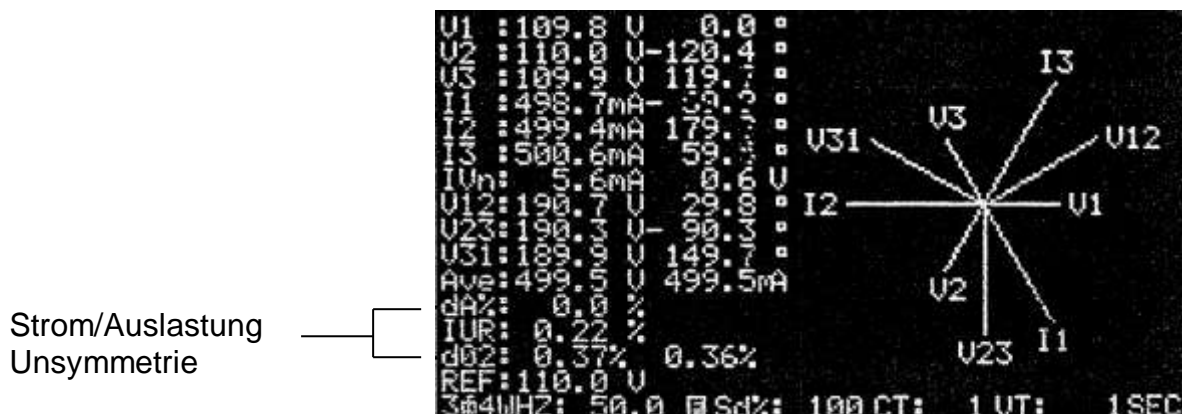 V1 :109.8 V 0.0 °
V2 :110.0 V-120.4 °
V3 :109.9 V
I1 :498.7mA-
I2 :499.4mA
I3 :500.6mA
IVn: 5.6mA 0.6 V
V12:190.7 V 29.8 °
V23:190.3 V- 90.3 °
V31:189.9 V 149.7 °
Ave:499.5 V 499.5mA
dA%: 0.0 %
IUR: 0.22 %
dØ2: 0.37% 0.36%
REF:110.0 V
3Φ4WHZ: 50.0 Sd%: 100 CT: 1 VT: 1SEC
I3
V3
V31
V12
I2
V1
V2
V23
I1
Strom/Auslastung
Unsymmetrie